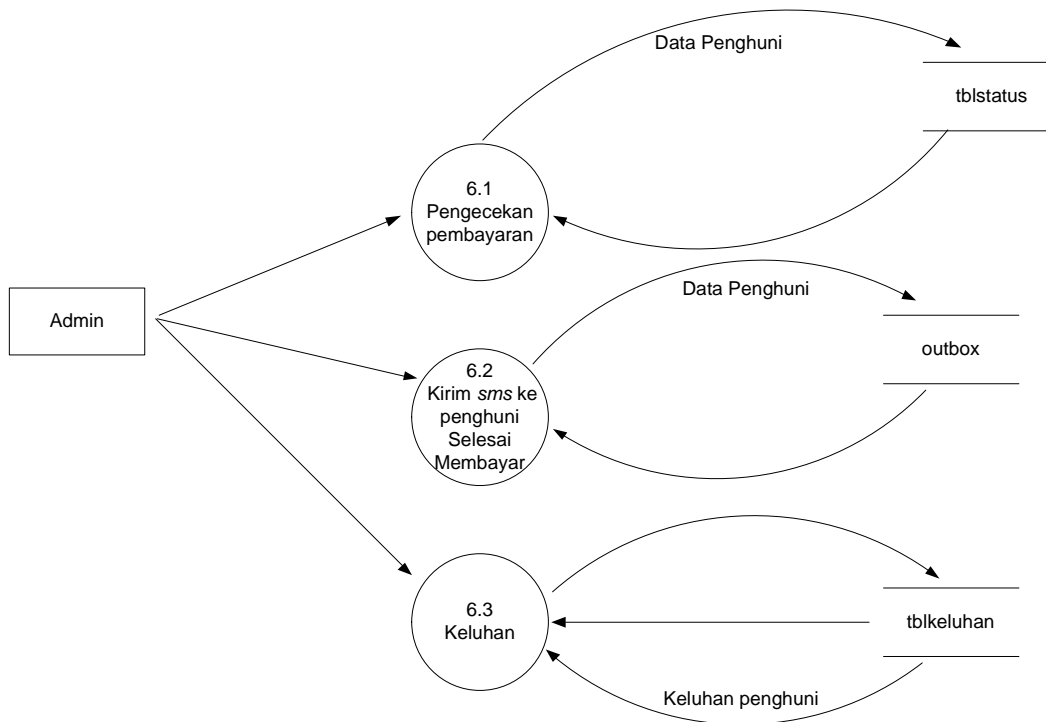 Data Penghuni
tblstatus
6.1
Pengecekan
pembayaran
Data Penghuni
Admin
outbox
6.2
Kirim sms ke
penghuni
Selesai
Membayar
6.3
Keluhan
tblkeluhan
Keluhan penghuni